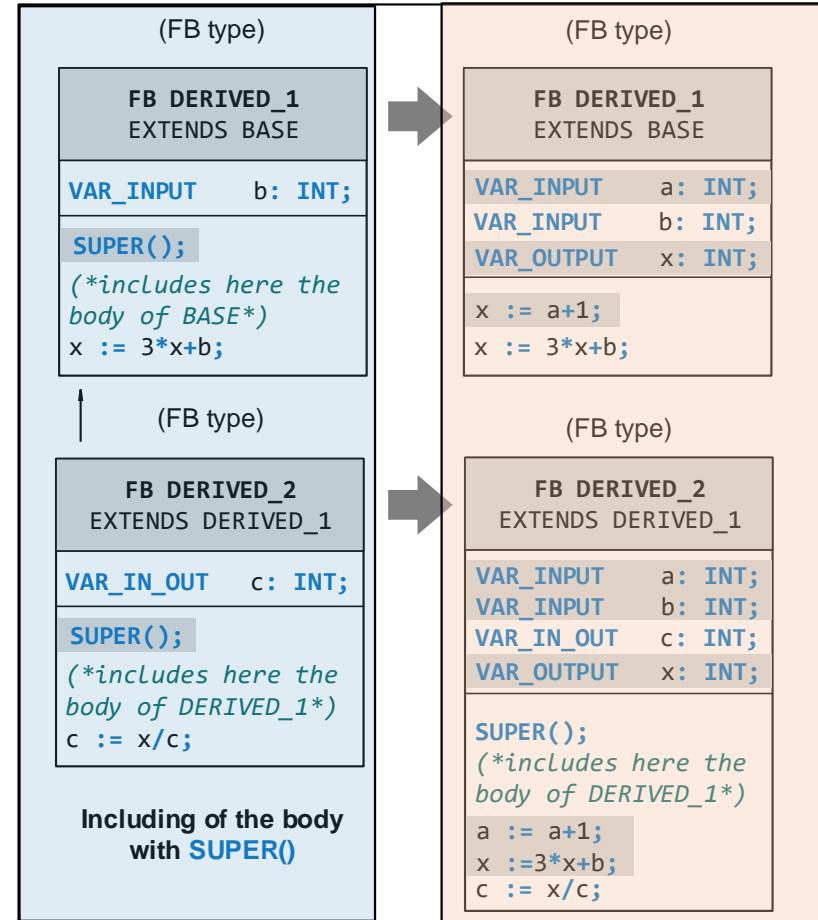 (FB type)
FB DERIVED_1
EXTENDS BASE
VAR_INPUT b: INT;
SUPER();
(*includes here the
body of BASE*)
x := 3*x+b;
(FB type)
FB DERIVED_2
EXTENDS DERIVED_1
VAR_IN_OUT c: INT;
SUPER();
(*includes here the
body of DERIVED_1*)
c := x/c;
Including of the body
with SUPER()
(FB type)
FB DERIVED_1
EXTENDS BASE
VAR_INPUT a: INT;
VAR_INPUT b: INT;
VAR_OUTPUT x: INT;
x := a+1;
x := 3*x+b;
(FB type)
FB DERIVED_2
EXTENDS DERIVED_1
VAR_INPUT a: INT;
VAR_INPUT b: INT;
VAR_IN_OUT c: INT;
VAR_OUTPUT x: INT;
SUPER();
(*includes here the
body of DERIVED_1*)
a := a+1;
x :=3*x+b;
c := x/c;